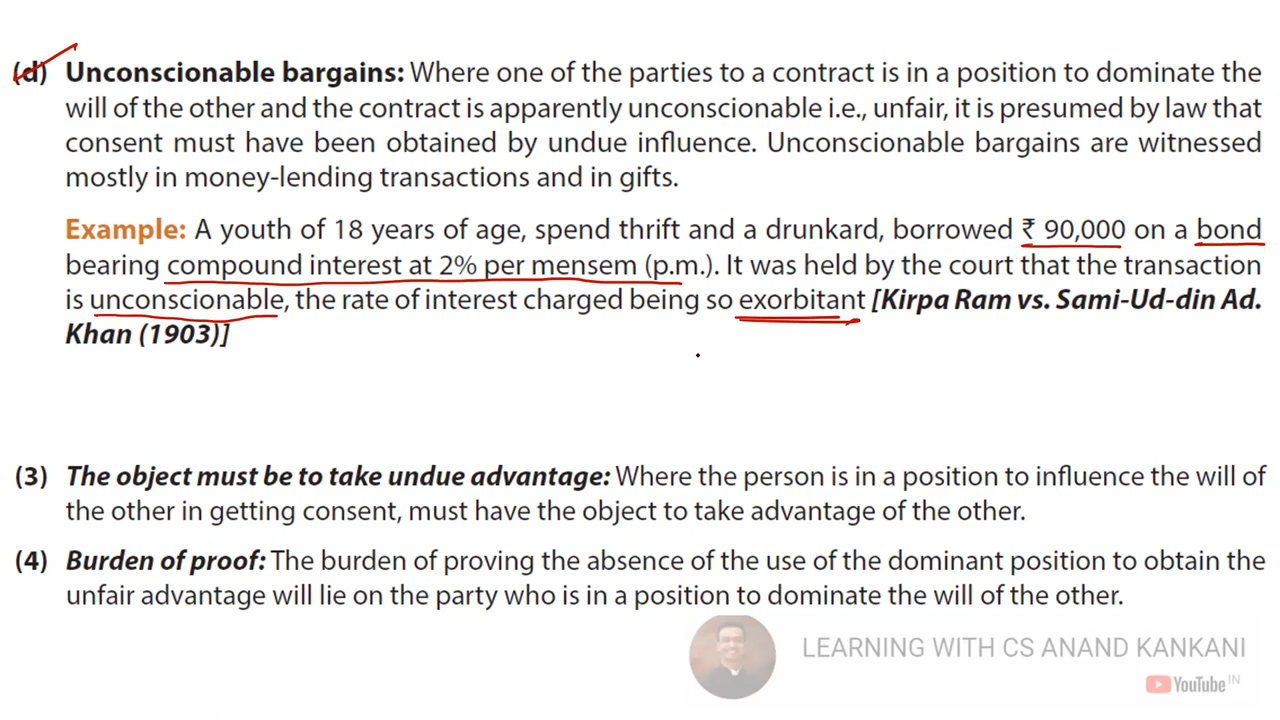 (d) Unconscionable bargains: Where one of the parties to a contract is in a position to dominate the
will of the other and the contract is apparently unconscionable i.e., unfair, it is presumed by law that
consent must have been obtained by undue influence. Unconscionable bargains are witnessed
mostly in money-lending transactions and in gifts.
Example: A youth of 18 years of age, spend thrift and a drunkard, borrowed ₹ 90,000 on a bond
bearing compound interest at 2% per mensem (p.m.). It was held by the court that the transaction
is unconscionable, the rate of interest charged being so exorbitant [Kirpa Ram vs. Sami-Ud-din Ad.
Khan (1903)]
(3) The object must be to take undue advantage: Where the person is in a position to influence the will of
the other in getting consent, must have the object to take advantage of the other.
(4) Burden of proof: The burden of proving the absence of the use of the dominant position to obtain the
unfair advantage will lie on the party who is in a position to dominate the will of the other.
LEARNING WITH CS ANAND KANKANI
YouTube IN